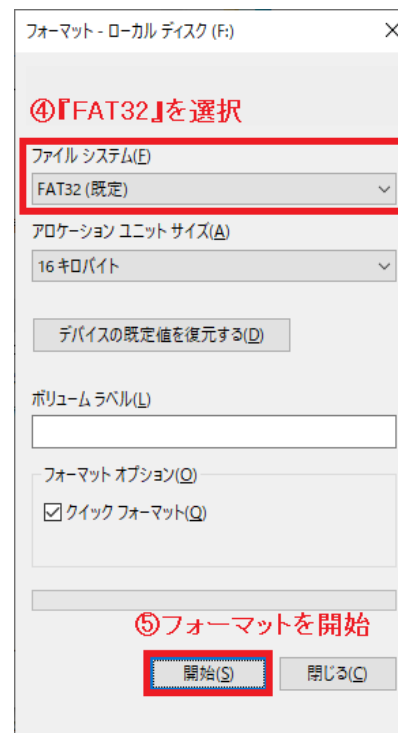 フォーマット - ローカル ディスク (F:)
④『FAT32』を選択
ファイル システム(F)
FAT32 (既定)
アロケーション ユニット サイズ(A)
16 キロバイト
デバイスの既定値を復元する(D)
ボリューム ラベル(L)
フォーマット オプション(O)
クイック フォーマット(Q)
⑤フォーマットを開始
開始(S)
閉じる(C)